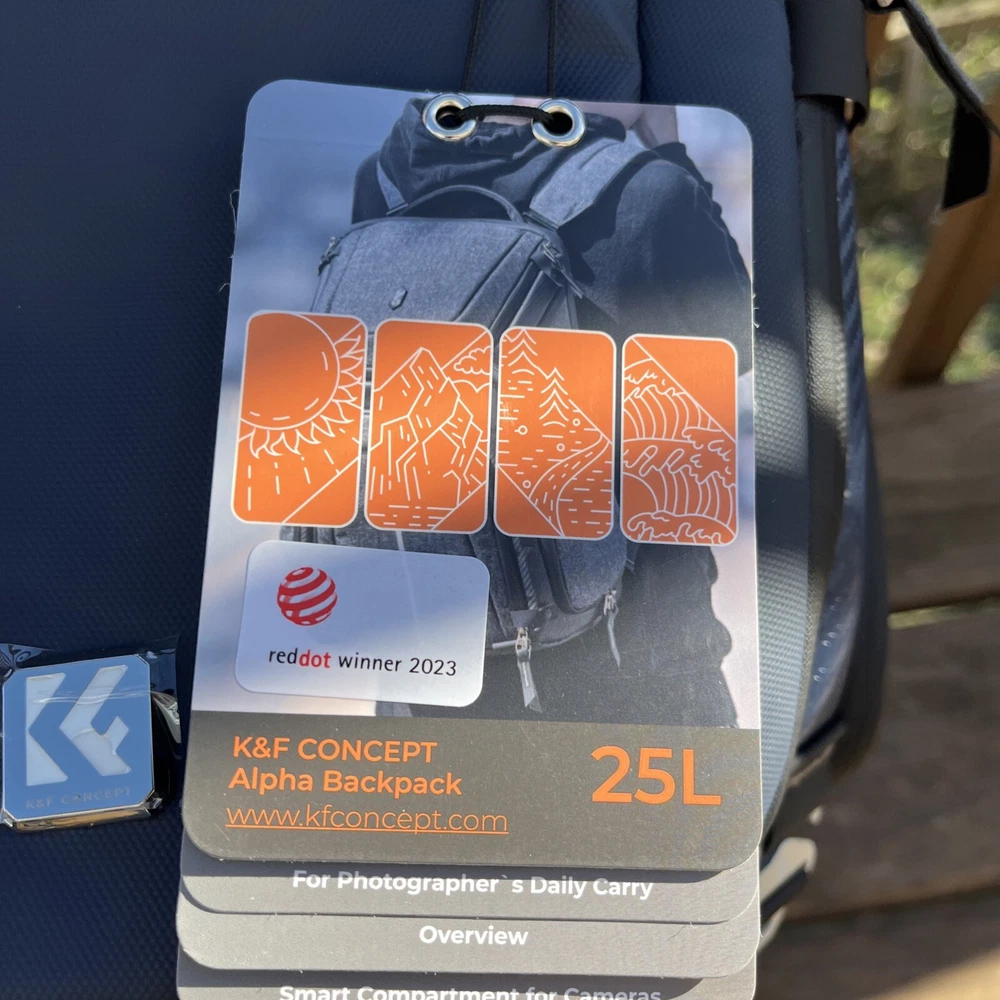 reddot winner 2023
K&F CONCEPT
Alpha Backpack
25L
www.kfconcept.com
K&F CONCEPT
For Photographer`s Daily Carry
Overview
Smart Compartment for Cameras